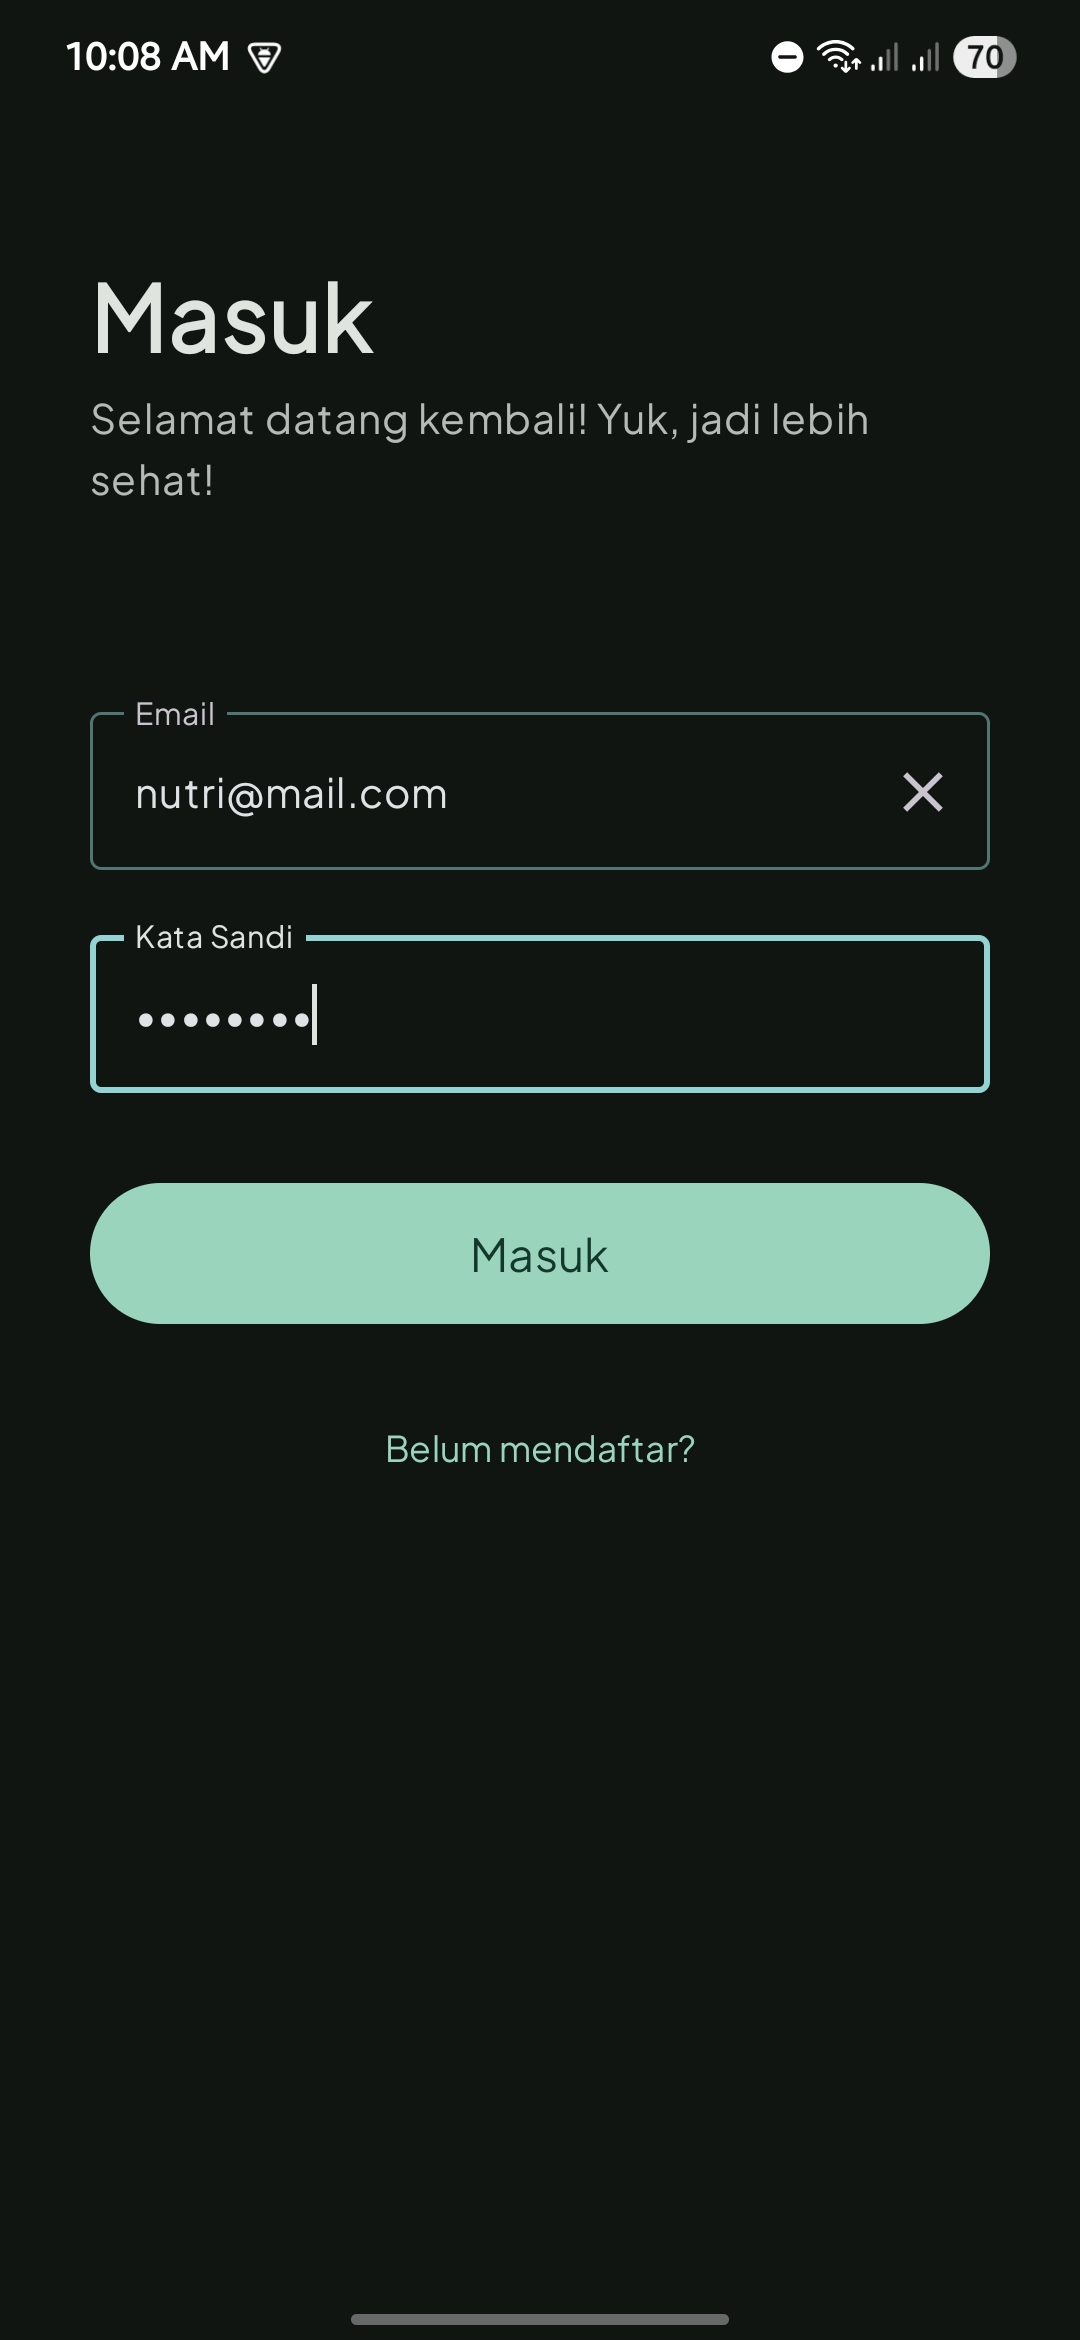 10:08 AM
70
Masuk
Selamat datang kembali! Yuk, jadi lebih
sehat!
Email
nutri@mail.com
Kata Sandi
••••••••
Masuk
Belum mendaftar?